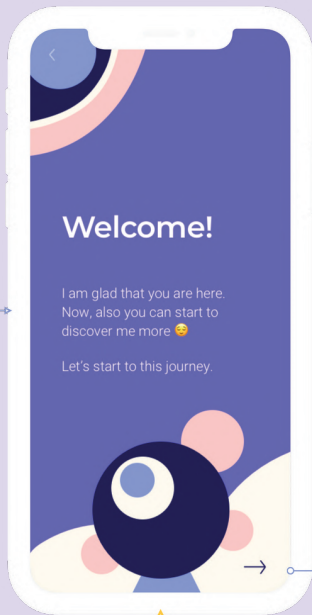 Welcome!
I am glad that you are here.
Now, also you can start to
discover me more 😌
Let's start to this journey.